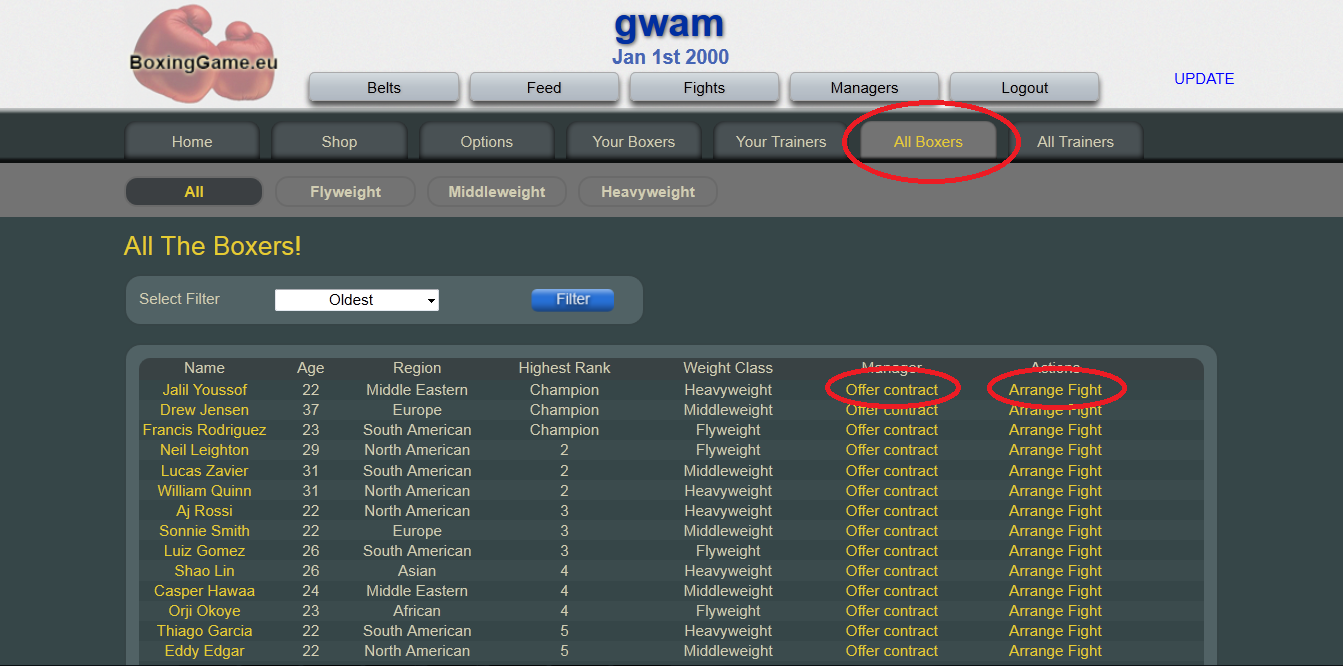 gwam
BoxingGame.eu
Jan 1st 2000
UPDATE
Belts Feed Fights Managers Logout
Home Shop Options Your Boxers Your Trainers All Boxers All Trainers
All Flyweight Middleweight Heavyweight
All The Boxers!
Select Filter Oldest Filter
Name Age Region Highest Rank Weight Class Manager Actions
Jalil Youssof 22 Middle Eastern Champion Heavyweight Offer contract Arrange Fight
Drew Jensen 37 Europe Champion Middleweight Offer contract Arrange Fight
Francis Rodriguez 23 South American Champion Flyweight Offer contract Arrange Fight
Neil Leighton 29 North American 2 Flyweight Offer contract Arrange Fight
Lucas Zavier 31 South American 2 Middleweight Offer contract Arrange Fight
William Quinn 31 North American 2 Heavyweight Offer contract Arrange Fight
Aj Rossi 22 North American 3 Heavyweight Offer contract Arrange Fight
Sonnie Smith 22 Europe 3 Middleweight Offer contract Arrange Fight
Luiz Gomez 26 South American 3 Flyweight Offer contract Arrange Fight
Shao Lin 26 Asian 4 Heavyweight Offer contract Arrange Fight
Casper Hawaa 24 Middle Eastern 4 Middleweight Offer contract Arrange Fight
Orji Okoye 23 African 4 Flyweight Offer contract Arrange Fight
Thiago Garcia 22 South American 5 Heavyweight Offer contract Arrange Fight
Eddy Edgar 22 North American 5 Middleweight Offer contract Arrange Fight